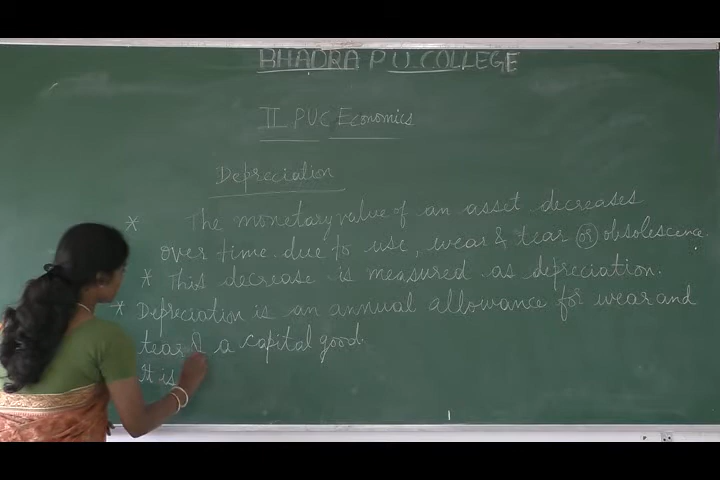 BHADRA P U COLLEGE
II PUC Economics
Depreciation
* The monetary value of an asset decreases
over time due to use, wear & tear or obsolescence.
* This decrease is measured as depreciation.
* Depreciation is an annual allowance for wear and
tear of a capital good.
It is